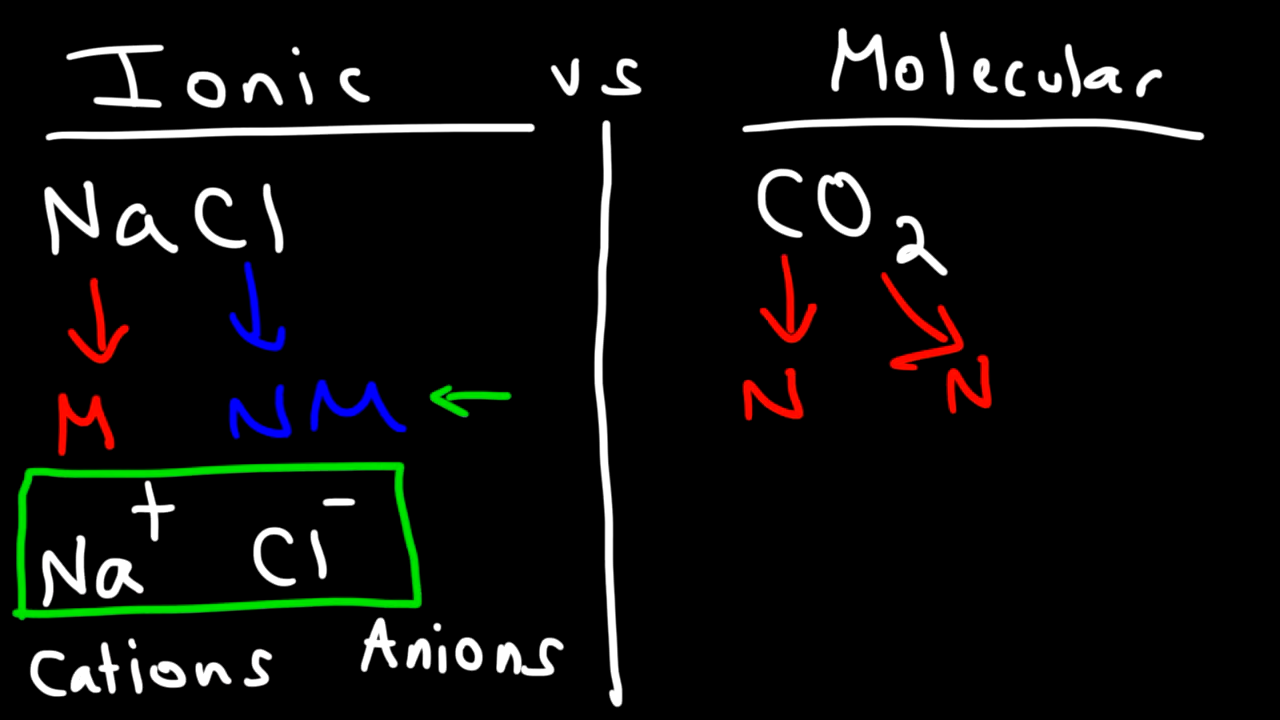 Ionic vs Molecular
NaCl
M NM
Na⁺ Cl⁻
Cations Anions
CO₂
N N